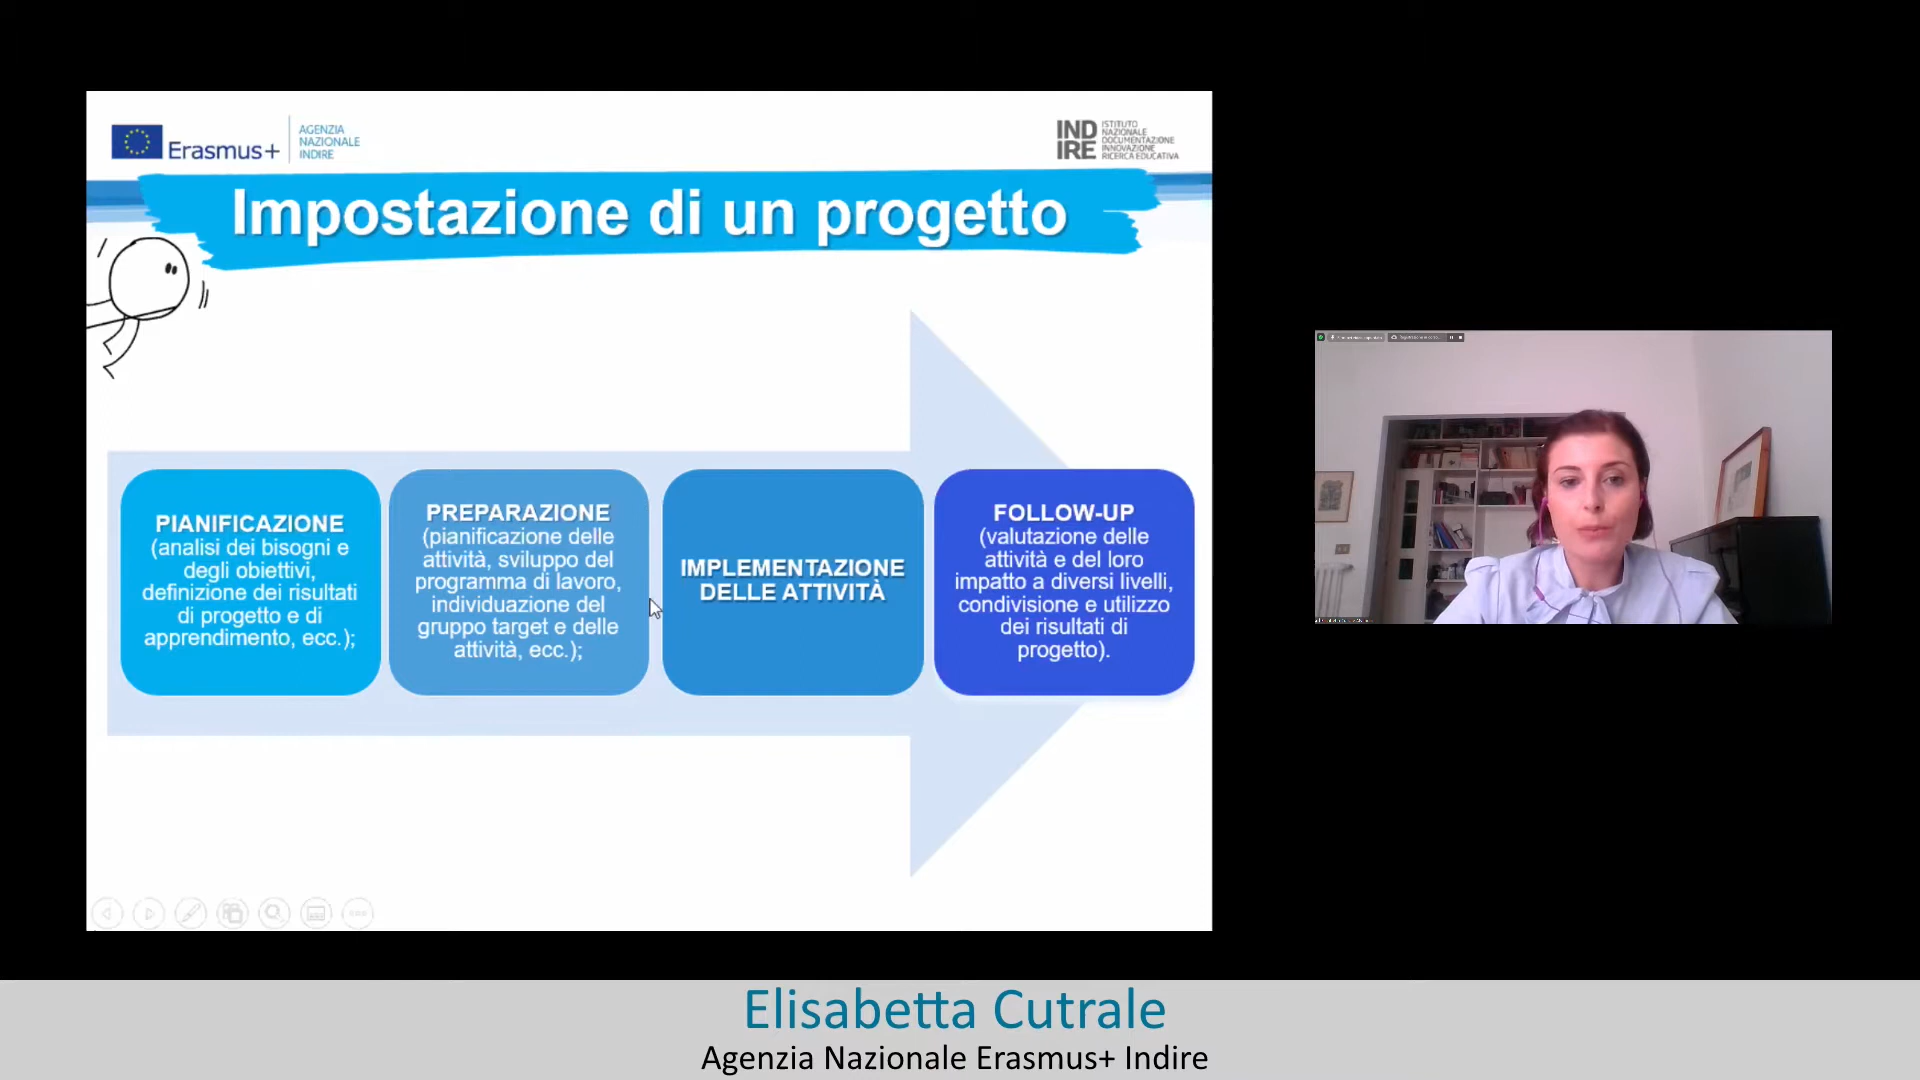 Erasmus+
AGENZIA
NAZIONALE
INDIRE
IND
IRE
ISTITUTO
NAZIONALE
DOCUMENTAZIONE
INNOVAZIONE
RICERCA EDUCATIVA
Impostazione di un progetto
PIANIFICAZIONE
(analisi dei bisogni e
degli obiettivi,
definizione dei risultati
di progetto e di
apprendimento, ecc.);
PREPARAZIONE
(pianificazione delle
attività, sviluppo del
programma di lavoro,
individuazione del
gruppo target e delle
attività, ecc.);
IMPLEMENTAZIONE
DELLE ATTIVITÀ
FOLLOW-UP
(valutazione delle
attività e del loro
impatto a diversi livelli,
condivisione e utilizzo
dei risultati di
progetto).
Elisabetta Cutrale
Agenzia Nazionale Erasmus+ Indire